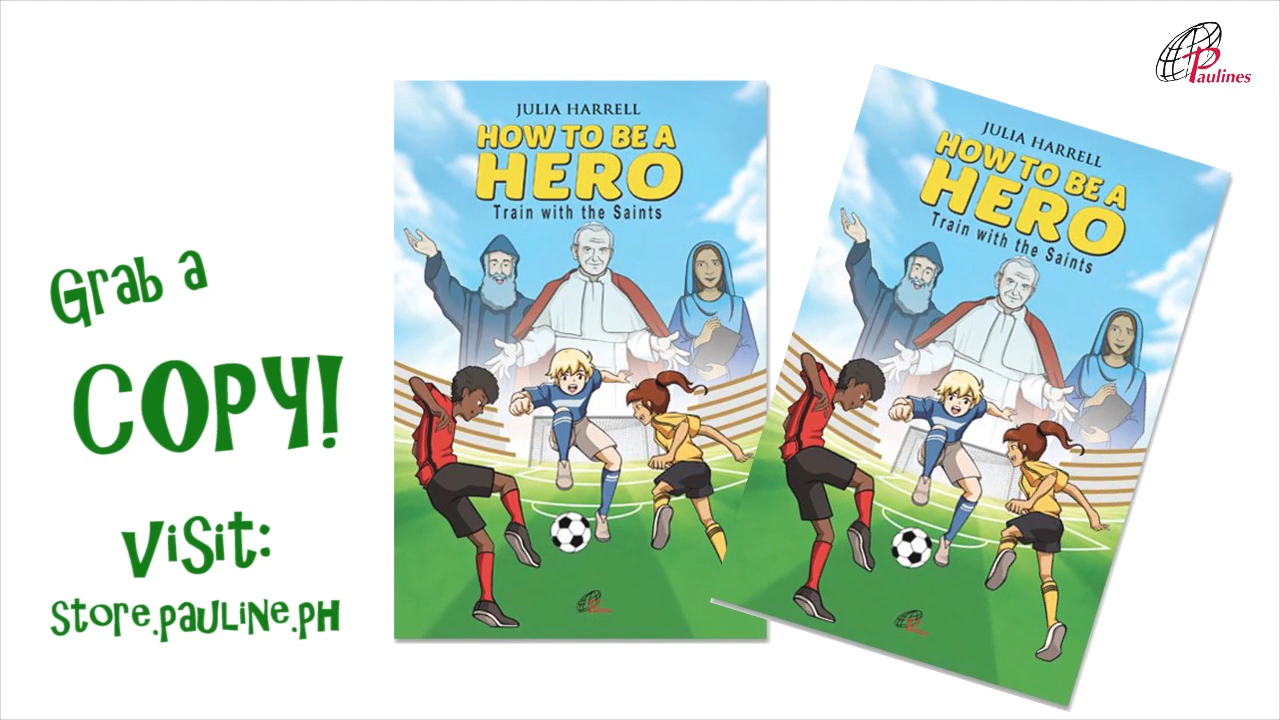 Paulines
Grab a
COPY!
Visit:
store.pauline.ph
JULIA HARRELL
HOW TO BE A
HERO
Train with the Saints
JULIA HARRELL
HOW TO BE A
HERO
Train with the Saints